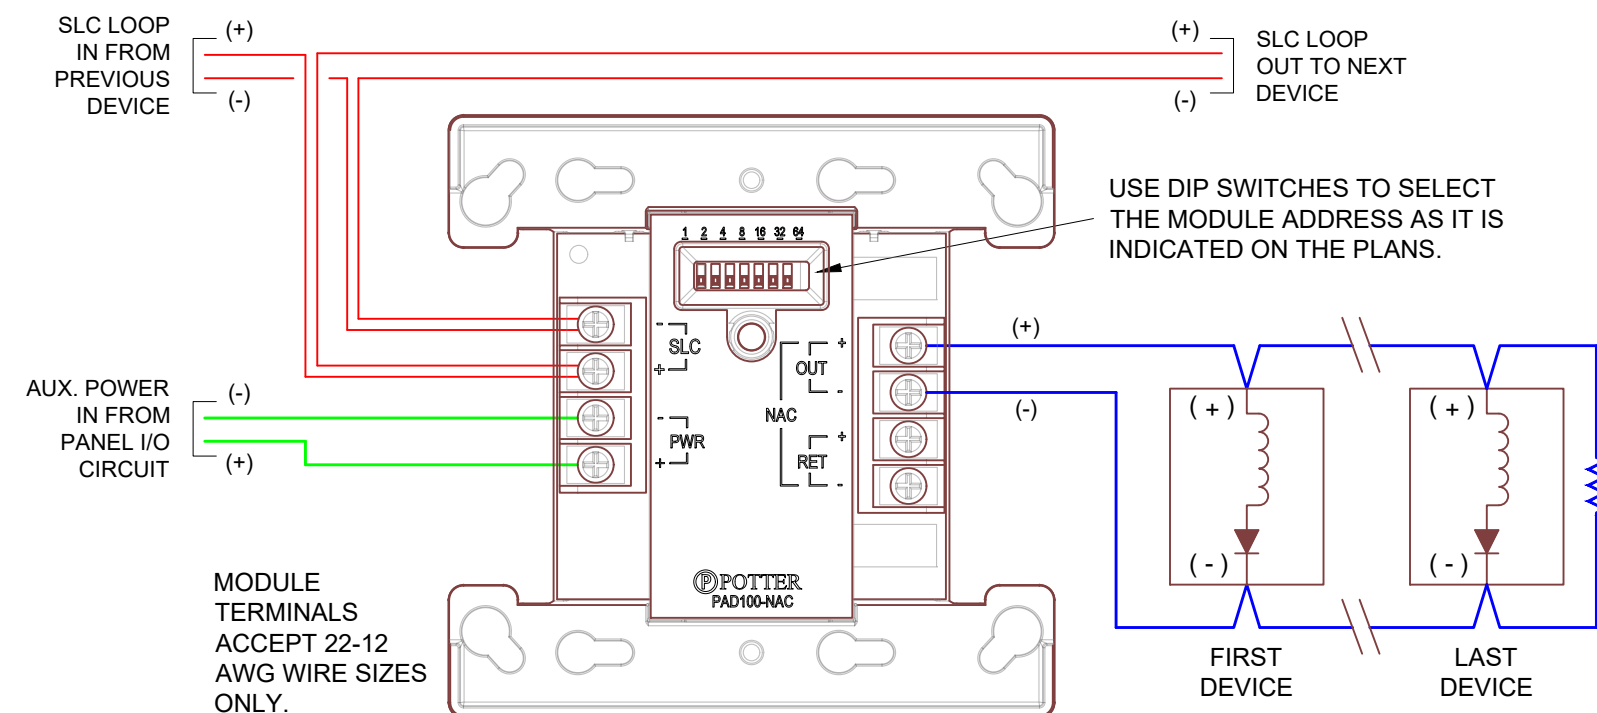 SLC LOOP
IN FROM
PREVIOUS
DEVICE
(+)
(-)
(+)
(-)
SLC LOOP
OUT TO NEXT
DEVICE
USE DIP SWITCHES TO SELECT
THE MODULE ADDRESS AS IT IS
INDICATED ON THE PLANS.
1 2 4 8 16 32 64
-
SLC
+
-
PWR
+
+
OUT
-
NAC
+
RET
-
AUX. POWER
IN FROM
PANEL I/O
CIRCUIT
(-)
(+)
(+)
(-)
(+)
(-)
(+)
(-)
P POTTER
PAD100-NAC
MODULE
TERMINALS
ACCEPT 22-12
AWG WIRE SIZES
ONLY.
FIRST
DEVICE
LAST
DEVICE